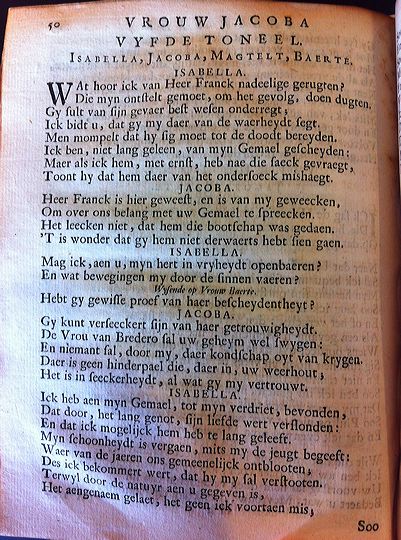 50
VROUW JACOBA
VYFDE TONEEL.
ISABELLA, JACOBA, MAGTELT, BAERTE.
ISABELLA.
WAt hoor ick van Heer Franck nadeelige gerugten?
Die myn ontstelt gemoet, om het gevolg, doen dugten.
Gy sult van sijn gevaer best wesen onderregt;
Ick bidt u, dat gy my daer van de waerheydt segt.
Men mompelt dat hy sig moet tot de doodt bereyden.
Ick ben, niet lang geleen, van myn Gemael gescheyden:
Maer als ick hem, met ernst, heb nae die saeck gevraegt,
Toont hy dat hem daer van het ondersoeck mishaegt.
JACOBA.
Heer Franck is hier geweest, en is van my geweecken,
Om over ons belang met uw Gemael te spreecken.
Het leecken niet, dat hem die bootschap was gedaen.
'T is wonder dat gy hem niet derwaerts hebt sien gaen.
ISABELLA.
Mag ick, aen u, myn hert in vryheydt openbaeren?
En wat bewegingen my door de sinnen vaeren?
Wysende op Vrouw Baerte.
Hebt gy gewisse proef van haer bescheydentheyt?
JACOBA.
Gy kunt verseeckert sijn van haer getrouwigheydt.
De Vrou van Bredero sal uw geheym wel swygen:
En niemant sal, door my, daer kondschap oyt van krygen.
Daer is geen hinderpael die, daer in, uw weerhout;
Het is in seeckerheydt, al wat gy my vertrouwt.
ISABELLA.
Ick heb aen myn Gemael, tot myn verdriet, bevonden,
Dat door, het lang genot, sijn liefde wert verslonden:
En dat ick mogelijck hem heb te lang geleeft.
Myn schoonheydt is vergaen, mits my de jeugt begeeft:
Waer van de jaeren ons gemeenelijck ontblooten;
Des ick bekommert wert, dat hy my sal verstooten.
Terwyl door de natuyr aen u gegeven is,
Het aengenaem gelaet, het geen ick voortaen mis;
Soo